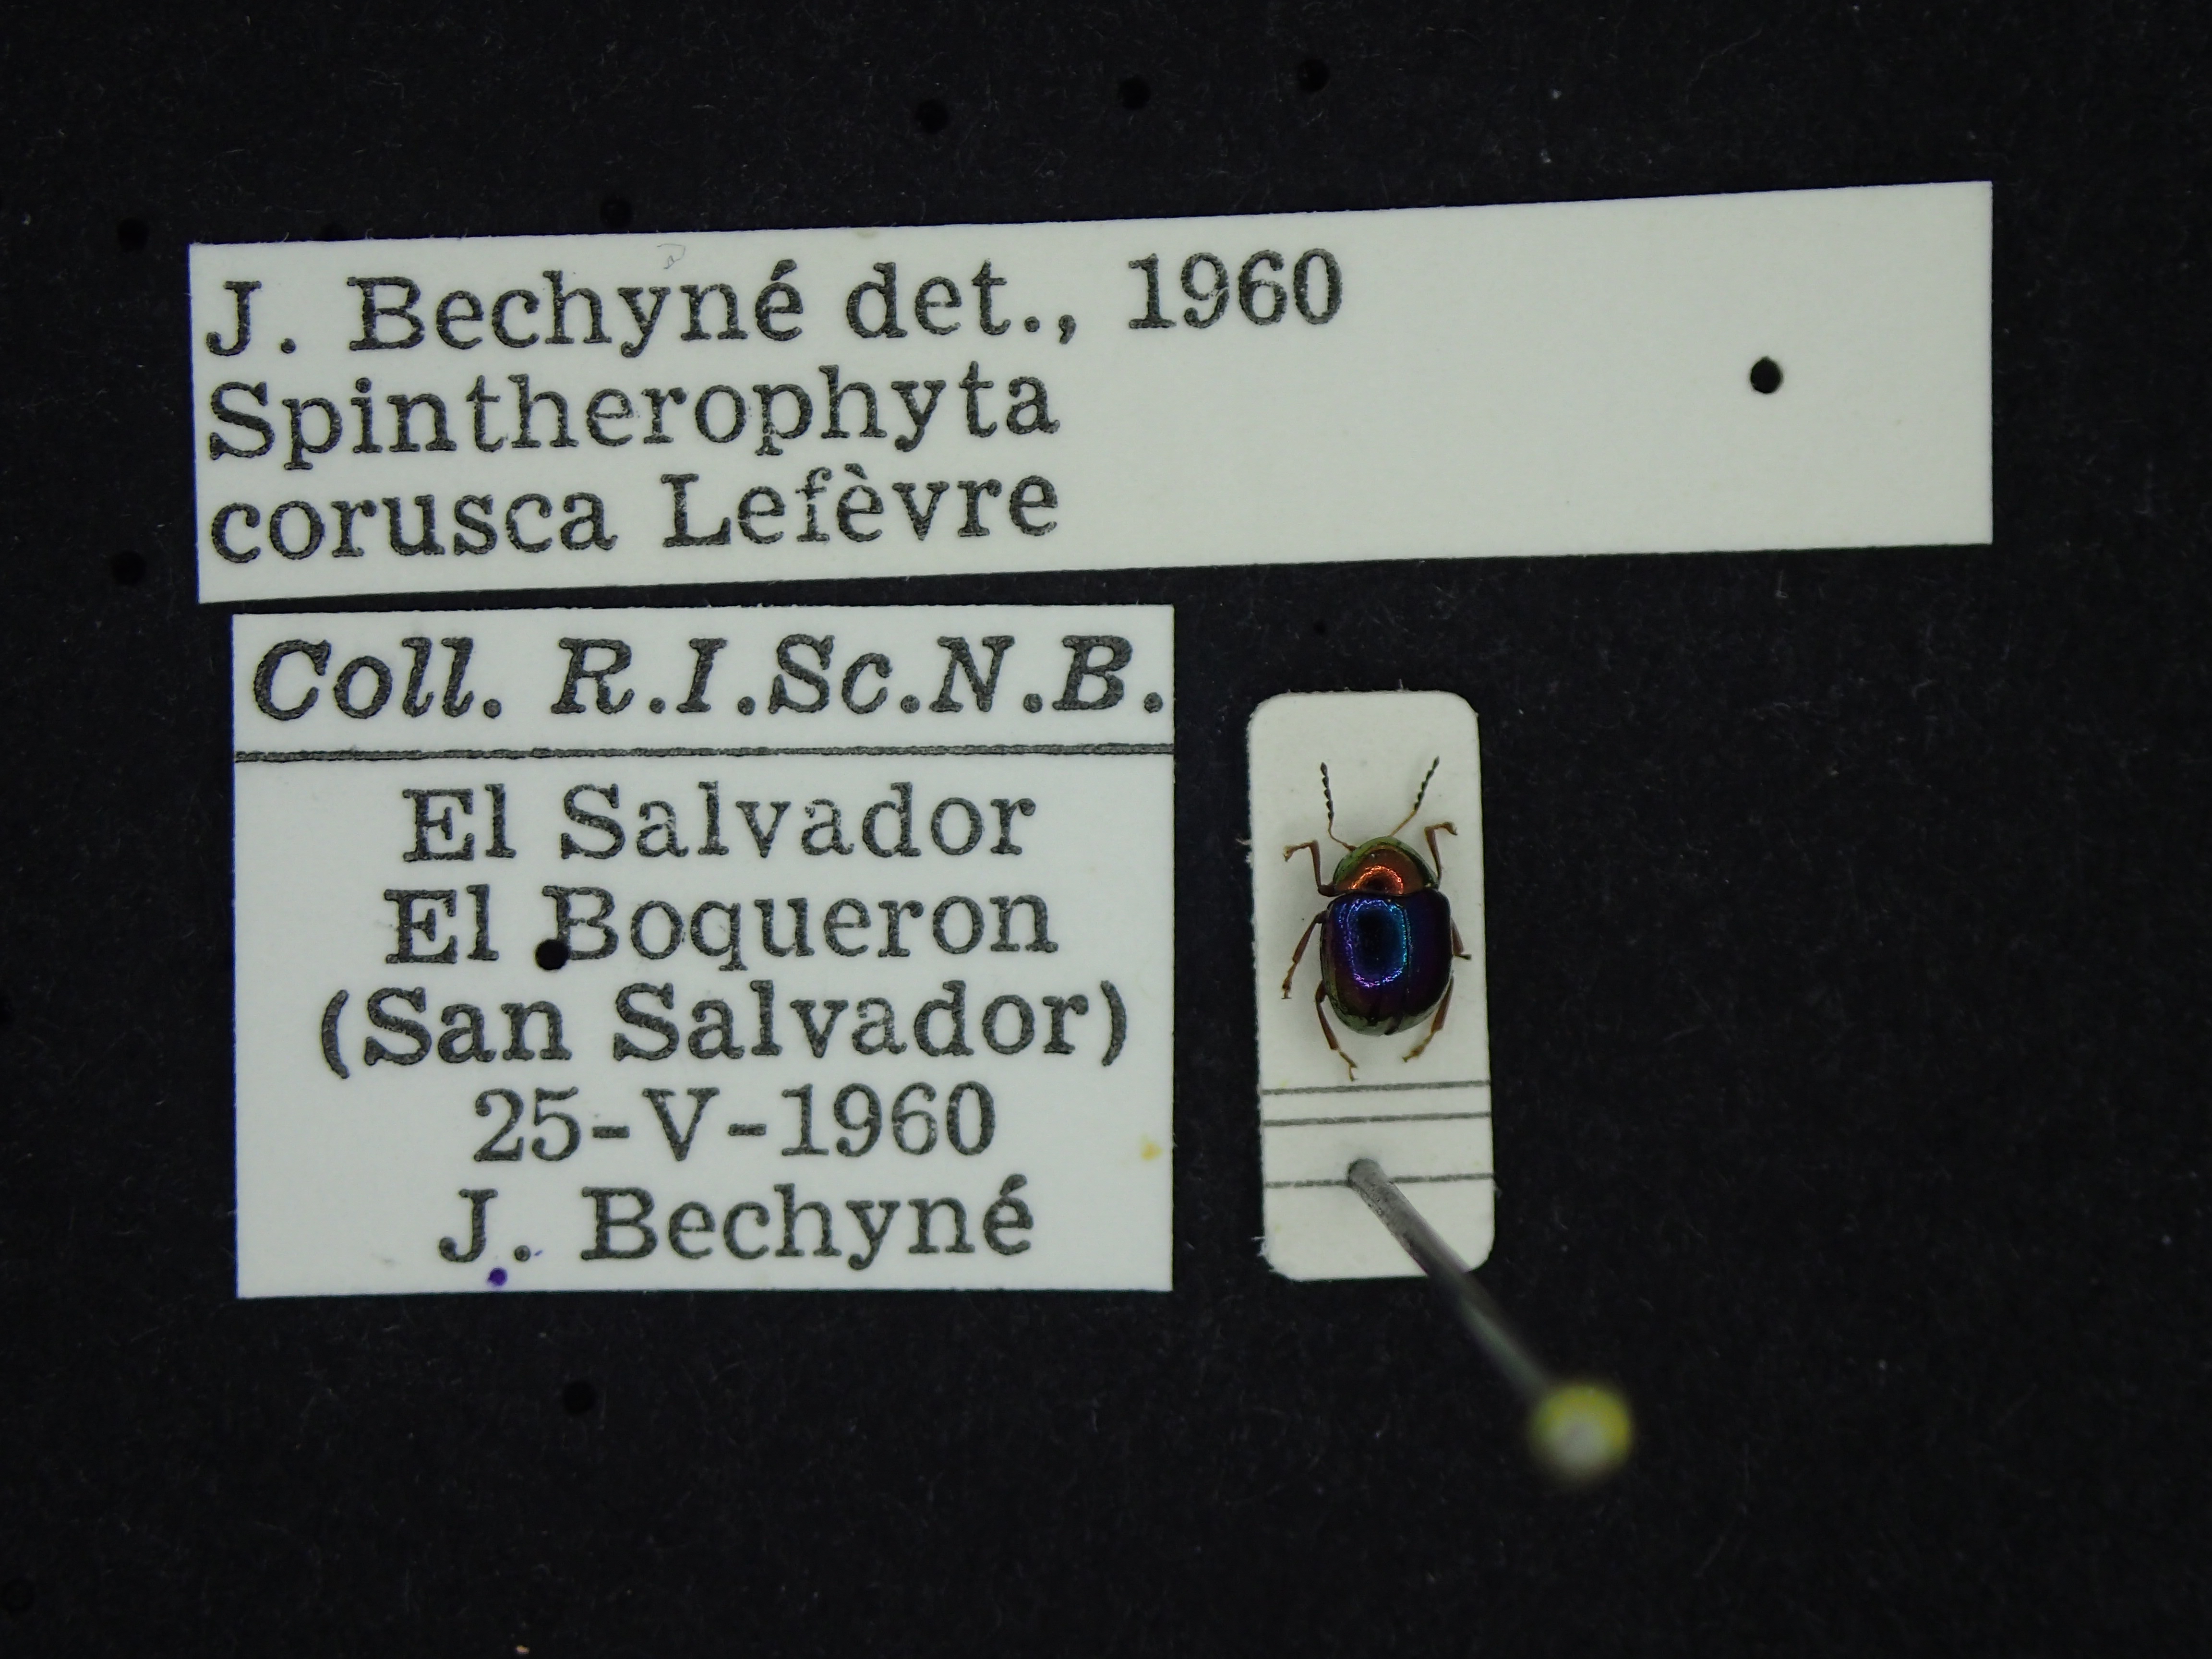 J. Bechyné det., 1960
Spintherophyta
corusca Lefèvre
Coll. R.I.Sc.N.B.
El Salvador
El Boqueron
(San Salvador)
25-V-1960
J. Bechyné